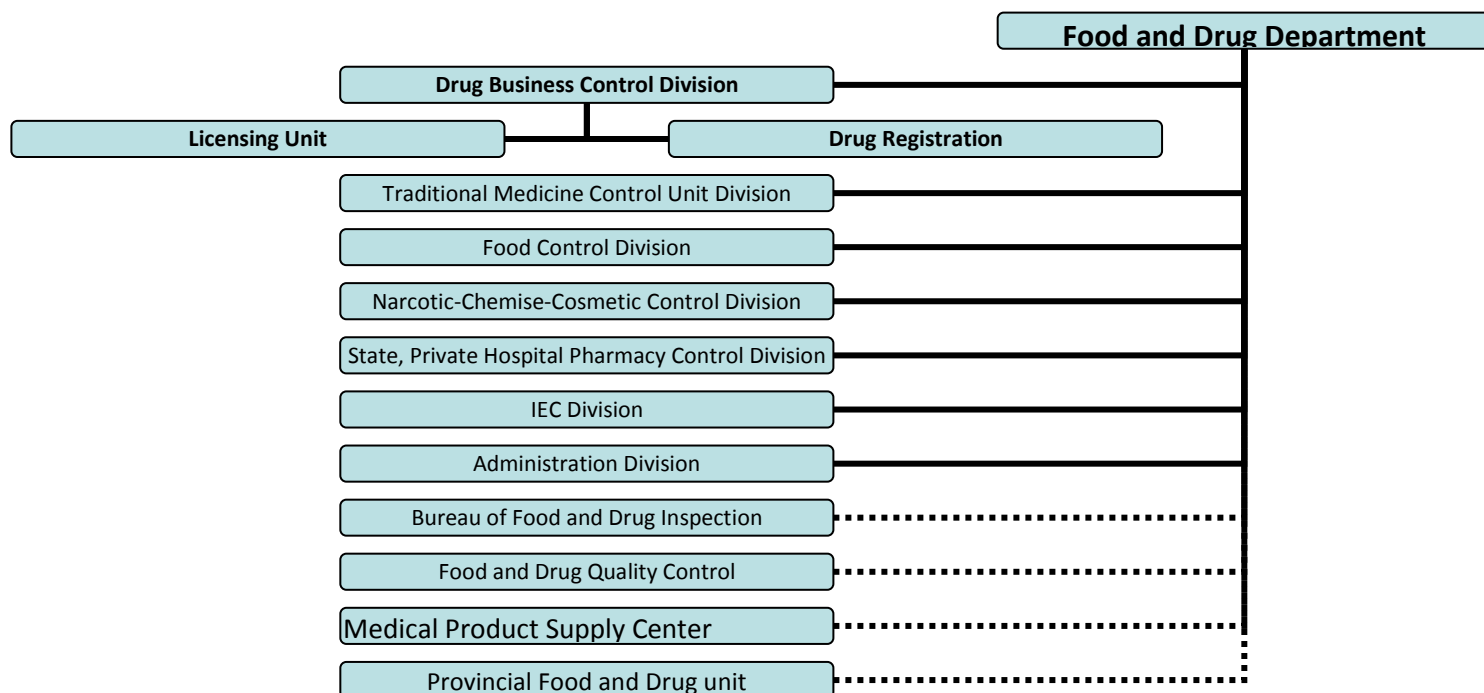 Food and Drug Department
Drug Business Control Division
Licensing Unit
Drug Registration
Traditional Medicine Control Unit Division
Food Control Division
Narcotic-Chemise-Cosmetic Control Division
State, Private Hospital Pharmacy Control Division
IEC Division
Administration Division
Bureau of Food and Drug Inspection
Food and Drug Quality Control
Medical Product Supply Center
Provincial Food and Drug unit